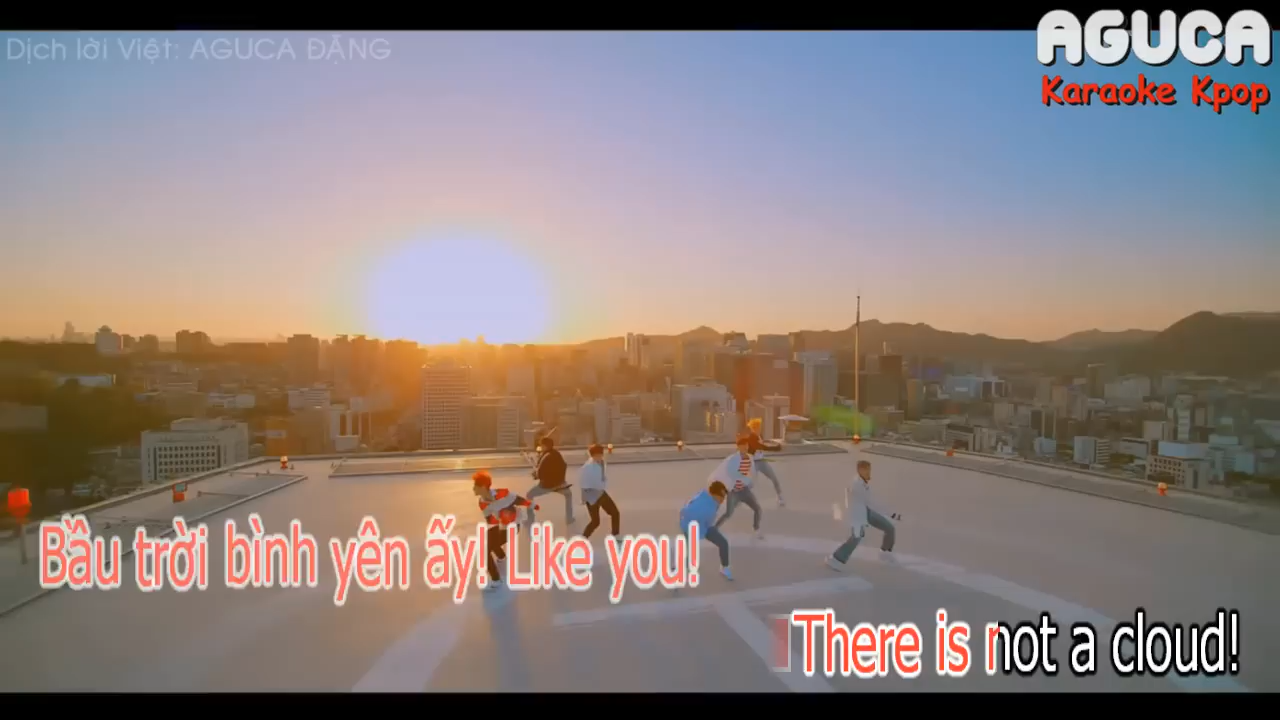 Dịch lời Việt: AGUCA ĐẶNG
AGUCA
Karaoke Kpop
Bầu trời bình yên ấy! Like you!
There is not a cloud!